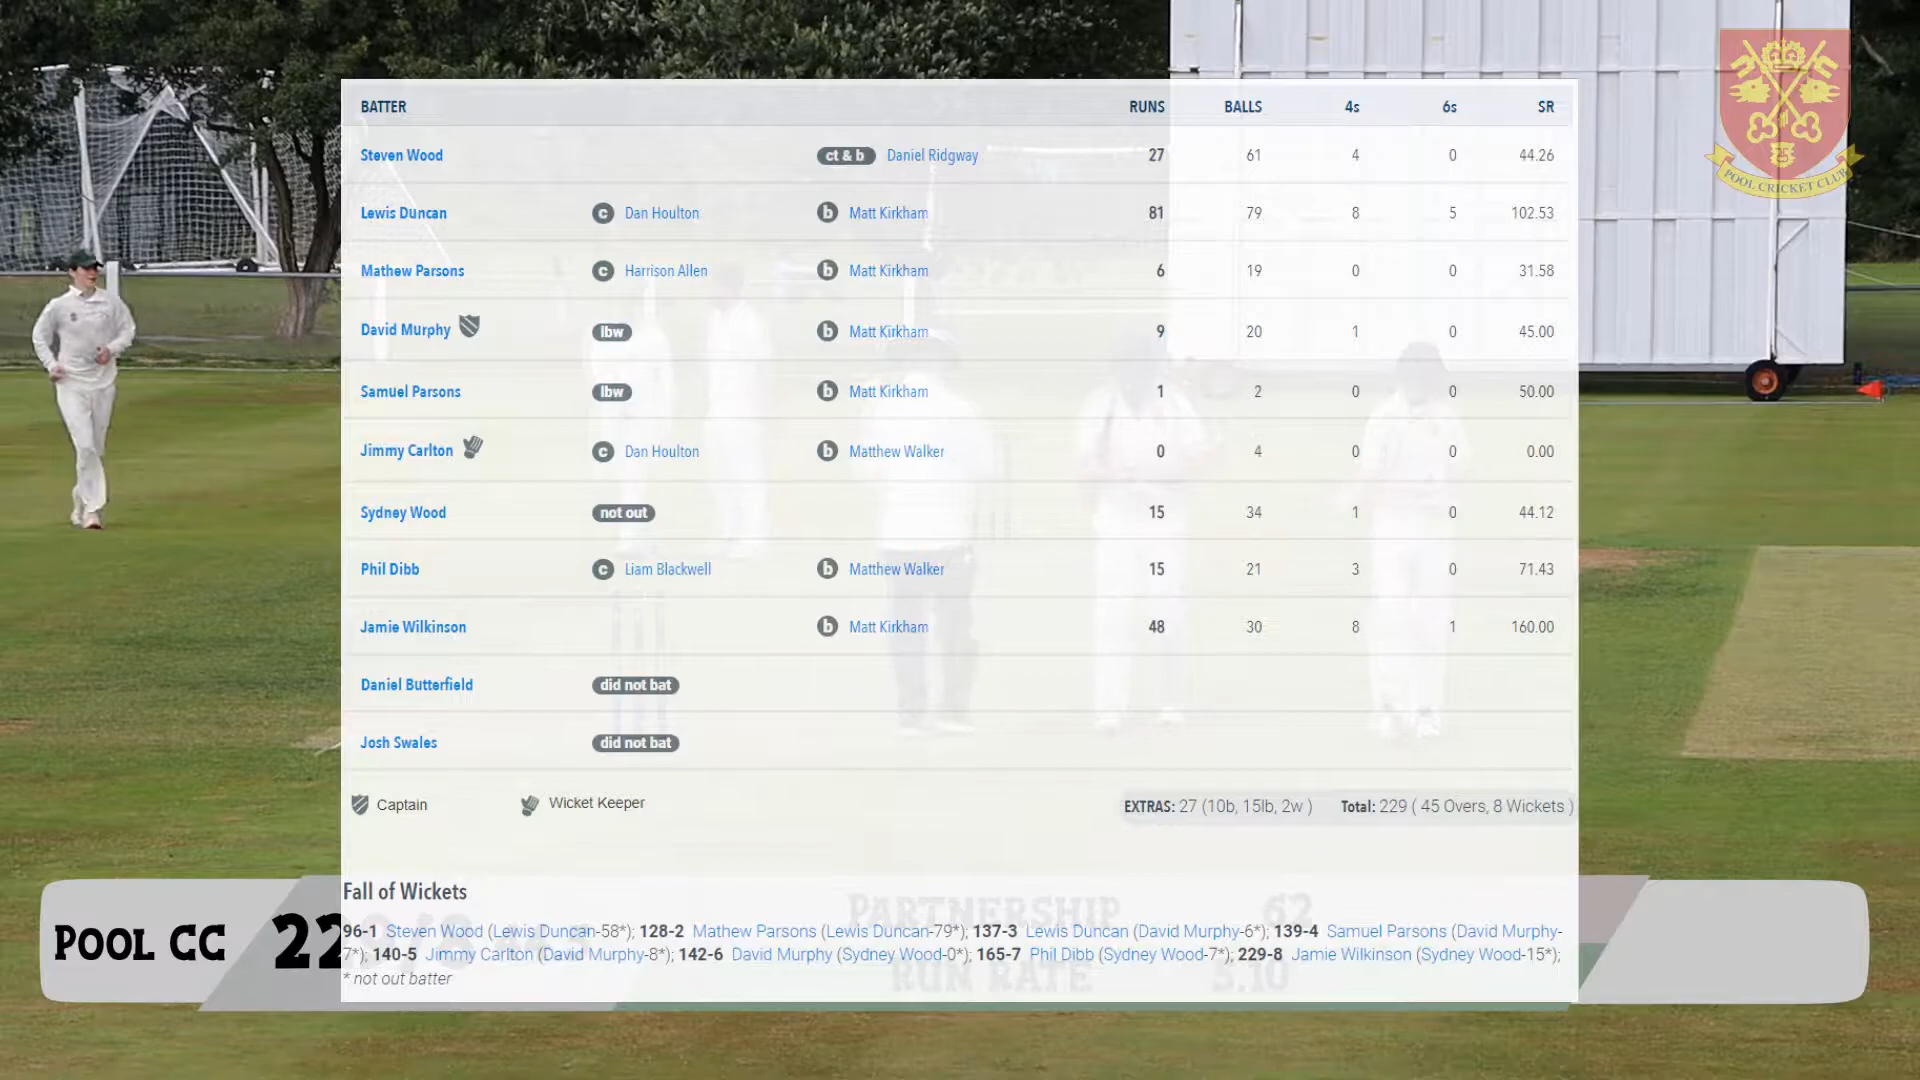 BATTER RUNS BALLS 4s 6s SR
Steven Wood ct & b Daniel Ridgway 27 61 4 0 44.26
Lewis Duncan c Dan Houlton b Matt Kirkham 81 79 8 5 102.53
Mathew Parsons c Harrison Allen b Matt Kirkham 6 19 0 0 31.58
David Murphy lbw b Matt Kirkham 9 20 1 0 45.00
Samuel Parsons lbw b Matt Kirkham 1 2 0 0 50.00
Jimmy Carlton c Dan Houlton b Matthew Walker 0 4 0 0 0.00
Sydney Wood not out 15 34 1 0 44.12
Phil Dibb c Liam Blackwell b Matthew Walker 15 21 3 0 71.43
Jamie Wilkinson b Matt Kirkham 48 30 8 1 160.00
Daniel Butterfield did not bat
Josh Swales did not bat
Captain Wicket Keeper EXTRAS: 27 (10b, 15lb, 2w ) Total: 229 ( 45 Overs, 8 Wickets )
Fall of Wickets
96-1 Steven Wood (Lewis Duncan-58*); 128-2 Mathew Parsons (Lewis Duncan-79*); 137-3 Lewis Duncan (David Murphy-6*); 139-4 Samuel Parsons (David Murphy-
7*); 140-5 Jimmy Carlton (David Murphy-8*); 142-6 David Murphy (Sydney Wood-0*); 165-7 Phil Dibb (Sydney Wood-7*); 229-8 Jamie Wilkinson (Sydney Wood-15*);
* not out batter
POOL CC 229/8
PARTNERSHIP 62
RUN RATE 5.10
25
POOL CRICKET CLUB